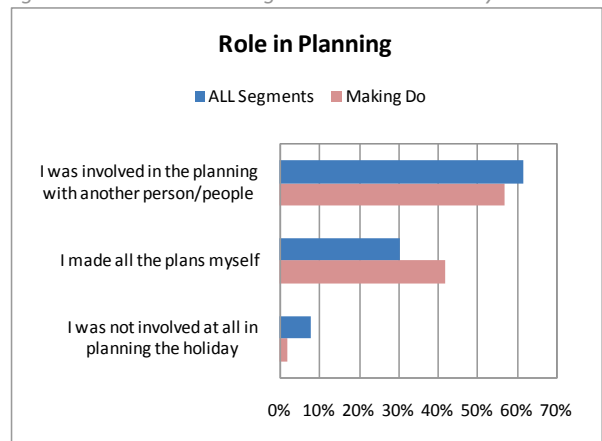 Role in Planning
ALL Segments Making Do
I was involved in the planning
with another person/people
I made all the plans myself
I was not involved at all in
planning the holiday
0% 10% 20% 30% 40% 50% 60% 70%